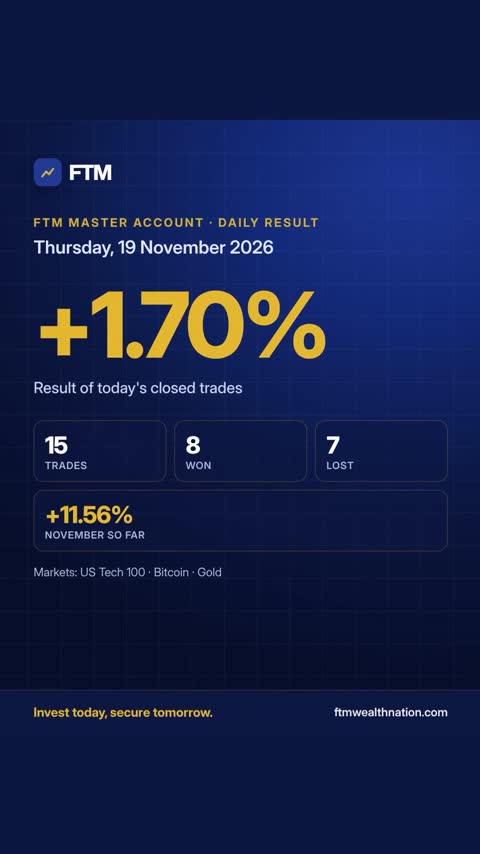 FTM
FTM MASTER ACCOUNT · DAILY RESULT
Thursday, 19 November 2026
+1.70%
Result of today's closed trades
15
TRADES
8
WON
7
LOST
+11.56%
NOVEMBER SO FAR
Markets: US Tech 100 · Bitcoin · Gold
Invest today, secure tomorrow.
ftmwealthnation.com